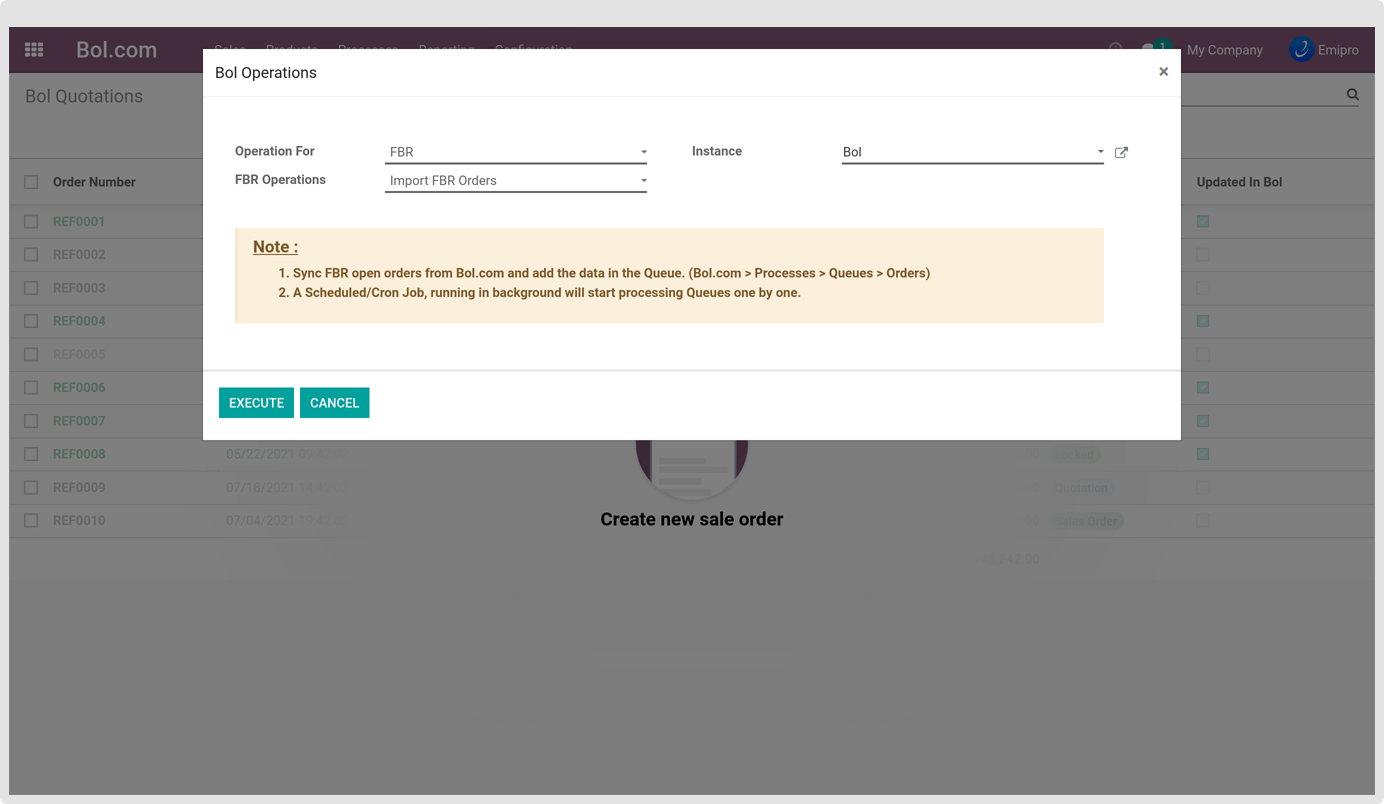 Bol.com Sales Products Processes Reporting Configuration 1 My Company Emipro
Bol Operations ×
Bol Quotations
Operation For FBR Instance Bol
FBR Operations Import FBR Orders
Order Number Updated In Bol
Note :
1. Sync FBR open orders from Bol.com and add the data in the Queue. (Bol.com > Processes > Queues > Orders)
2. A Scheduled/Cron Job, running in background will start processing Queues one by one.
REF0001
REF0002
REF0003
REF0004
REF0005
REF0006
REF0007
EXECUTE CANCEL
REF0008 05/22/2021
REF0009 07/18/2021 Quotation
REF0010 07/04/2021 Order
Create new sale order